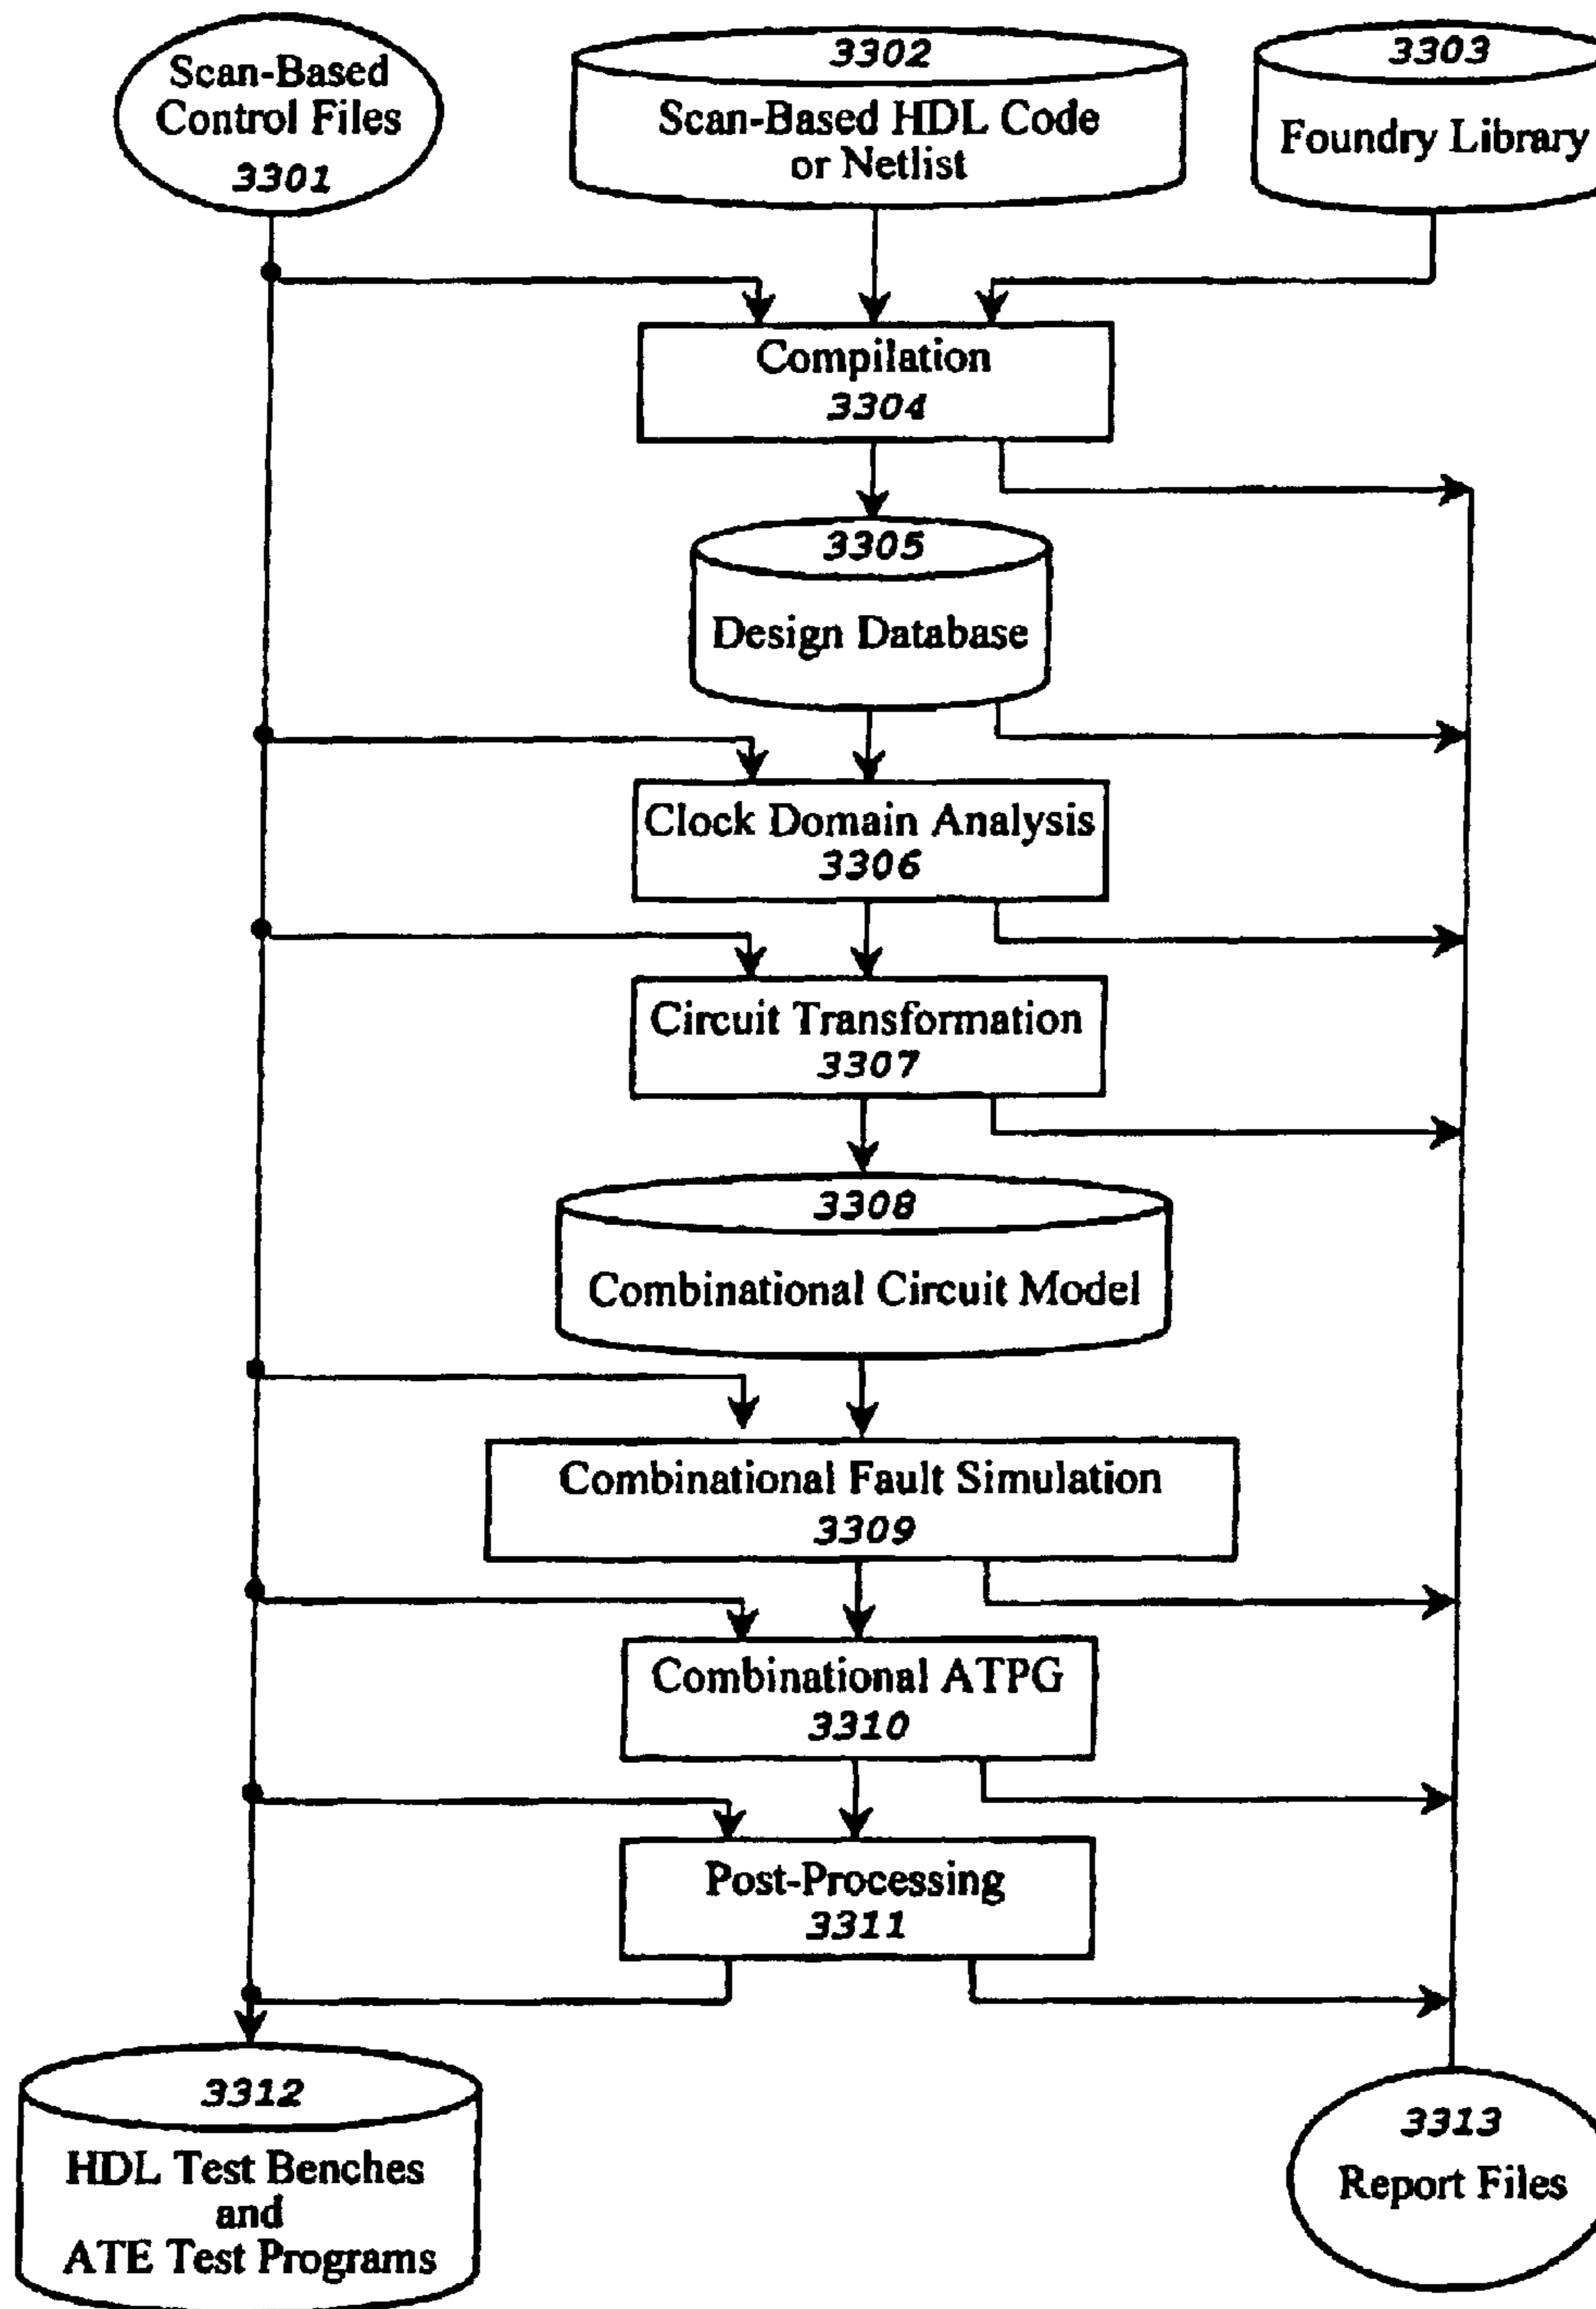 Scan-Based
Control Files
3301
3302
Scan-Based HDL Code
or Netlist
3303
Foundry Library
Compilation
3304
3305
Design Database
Clock Domain Analysis
3306
Circuit Transformation
3307
3308
Combinational Circuit Model
Combinational Fault Simulation
3309
Combinational ATPG
3310
Post-Processing
3311
3312
HDL Test Benches
and
ATE Test Programs
3313
Report Files